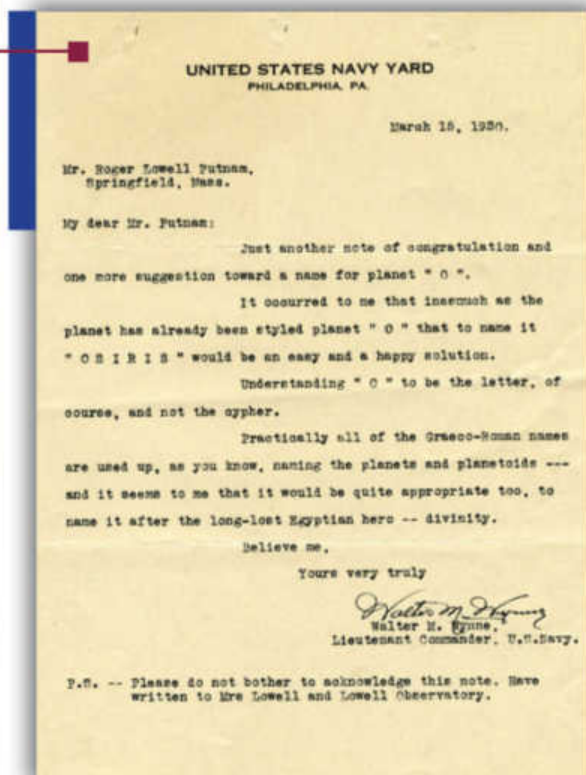 UNITED STATES NAVY YARD
PHILADELPHIA, PA.
March 15, 1930.
Mr. Roger Lowell Putnam,
Springfield, Mass.
My dear Mr. Putnam:
Just another note of congratulation and
one more suggestion toward a name for planet " O ".
It occurred to me that inasmuch as the
planet has already been styled planet " O " that to name it
" O S I R I S " would be an easy and a happy solution.
Understanding " O " to be the letter, of
course, and not the cypher.
Practically all of the Graeco-Roman names
are used up, as you know, naming the planets and planetoids ---
and it seems to me that it would be quite appropriate too, to
name it after the long-lost Egyptian hero -- divinity.
Believe me,
Yours very truly
Walter M. Wynne
Walter M. Wynne,
Lieutenant Commander, U.S.Navy.
P.S. -- Please do not bother to acknowledge this note. Have
written to Mrs Lowell and Lowell Observatory.